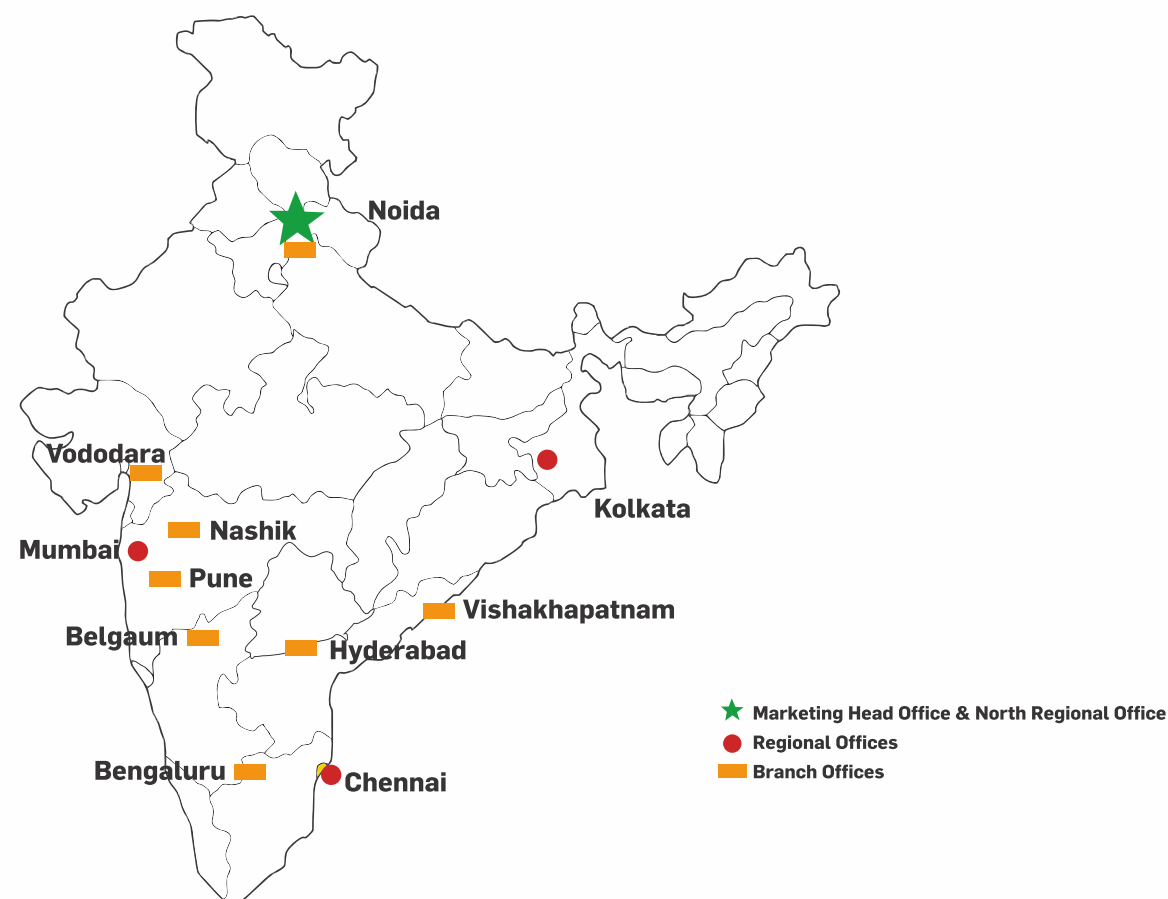 Noida
Vododara
Kolkata
Nashik
Mumbai
Pune
Vishakhapatnam
Belgaum
Hyderabad
Marketing Head Office & North Regional Office
Regional Offices
Branch Offices
Bengaluru
Chennai